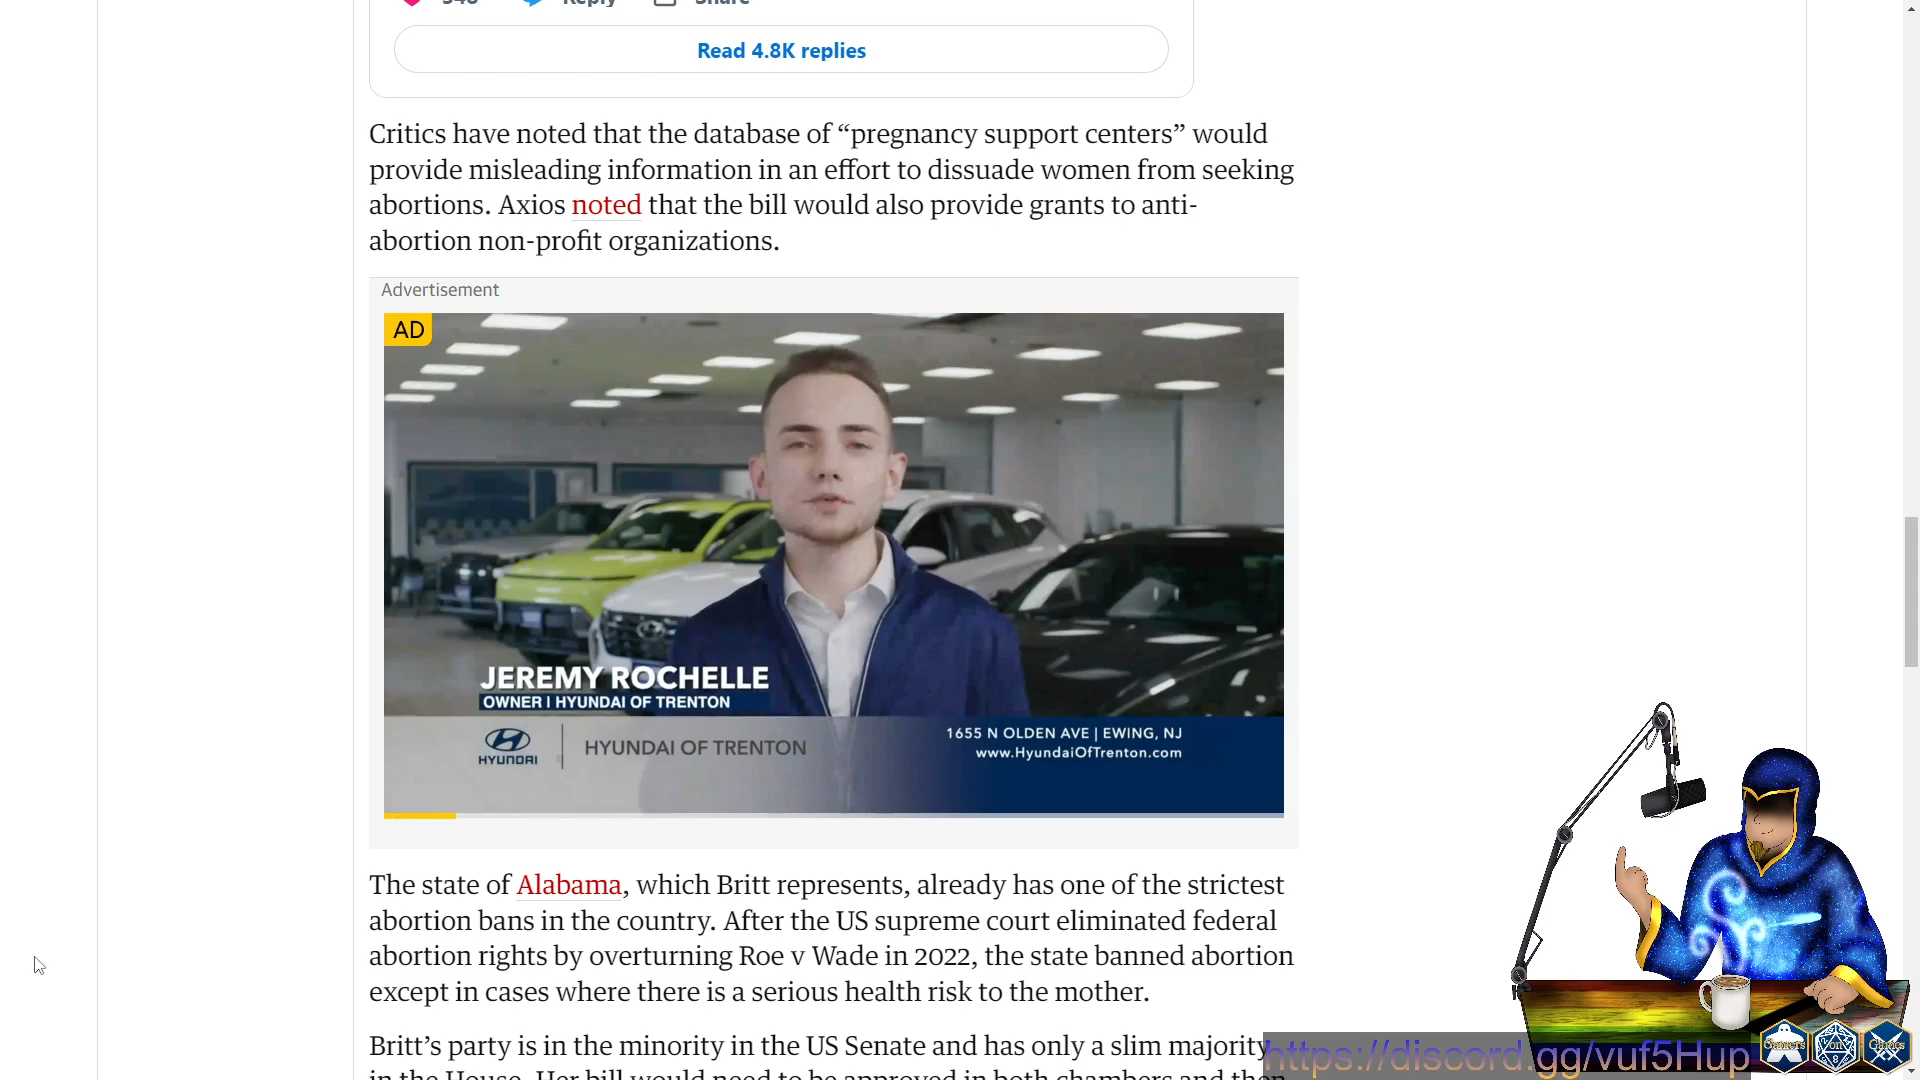 548 Reply Share
Read 4.8K replies
Critics have noted that the database of “pregnancy support centers” would
provide misleading information in an effort to dissuade women from seeking
abortions. Axios noted that the bill would also provide grants to anti-
abortion non-profit organizations.
Advertisement
AD
JEREMY ROCHELLE
OWNER | HYUNDAI OF TRENTON
HYUNDAI
HYUNDAI OF TRENTON
1655 N OLDEN AVE | EWING, NJ
www.HyundaiOfTrenton.com
The state of Alabama, which Britt represents, already has one of the strictest
abortion bans in the country. After the US supreme court eliminated federal
abortion rights by overturning Roe v Wade in 2022, the state banned abortion
except in cases where there is a serious health risk to the mother.
Britt’s party is in the minority in the US Senate and has only a slim majority
in the House. Her bill would need to be approved in both chambers and then
https://discord.gg/vuf5Hup
Gamers
Von
8
Games